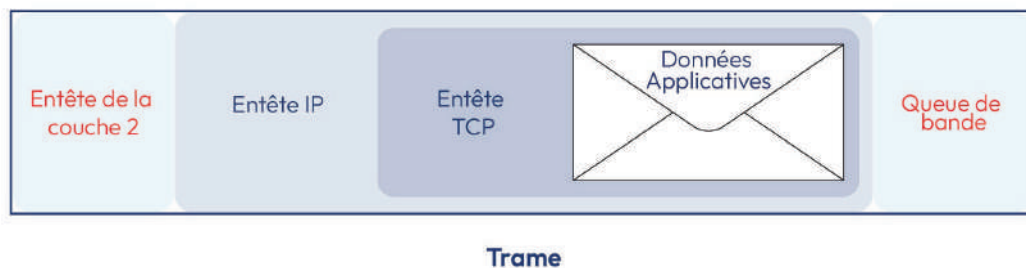 Entête de la
couche 2
Entête IP
Entête
TCP
Données
Applicatives
Queue de
bande
Trame